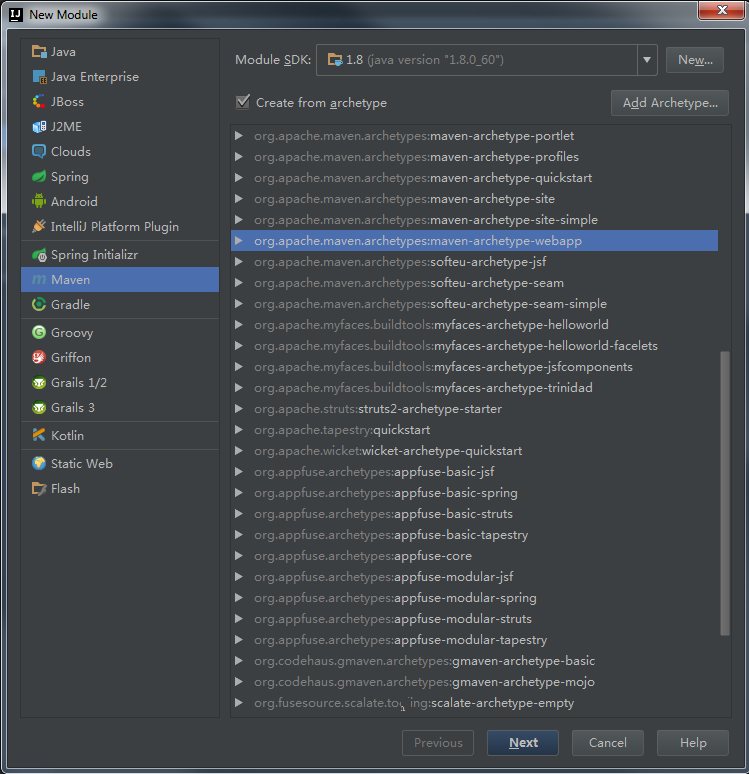 New Module
Java
Java Enterprise
JBoss
J2ME
Clouds
Spring
Android
IntelliJ Platform Plugin
Spring Initializr
Maven
Gradle
Groovy
Griffon
Grails 1/2
Grails 3
Kotlin
Static Web
Flash
Module SDK: 1.8 (java version "1.8.0_60") New...
Create from archetype Add Archetype...
org.apache.maven.archetypes:maven-archetype-portlet
org.apache.maven.archetypes:maven-archetype-profiles
org.apache.maven.archetypes:maven-archetype-quickstart
org.apache.maven.archetypes:maven-archetype-site
org.apache.maven.archetypes:maven-archetype-site-simple
org.apache.maven.archetypes:maven-archetype-webapp
org.apache.maven.archetypes:softeu-archetype-jsf
org.apache.maven.archetypes:softeu-archetype-seam
org.apache.maven.archetypes:softeu-archetype-seam-simple
org.apache.myfaces.buildtools:myfaces-archetype-helloworld
org.apache.myfaces.buildtools:myfaces-archetype-helloworld-facelets
org.apache.myfaces.buildtools:myfaces-archetype-jsfcomponents
org.apache.myfaces.buildtools:myfaces-archetype-trinidad
org.apache.struts:struts2-archetype-starter
org.apache.tapestry:quickstart
org.apache.wicket:wicket-archetype-quickstart
org.appfuse.archetypes:appfuse-basic-jsf
org.appfuse.archetypes:appfuse-basic-spring
org.appfuse.archetypes:appfuse-basic-struts
org.appfuse.archetypes:appfuse-basic-tapestry
org.appfuse.archetypes:appfuse-core
org.appfuse.archetypes:appfuse-modular-jsf
org.appfuse.archetypes:appfuse-modular-spring
org.appfuse.archetypes:appfuse-modular-struts
org.appfuse.archetypes:appfuse-modular-tapestry
org.codehaus.gmaven.archetypes:gmaven-archetype-basic
org.codehaus.gmaven.archetypes:gmaven-archetype-mojo
org.fusesource.scalate.tooling:scalate-archetype-empty
Previous Next Cancel Help